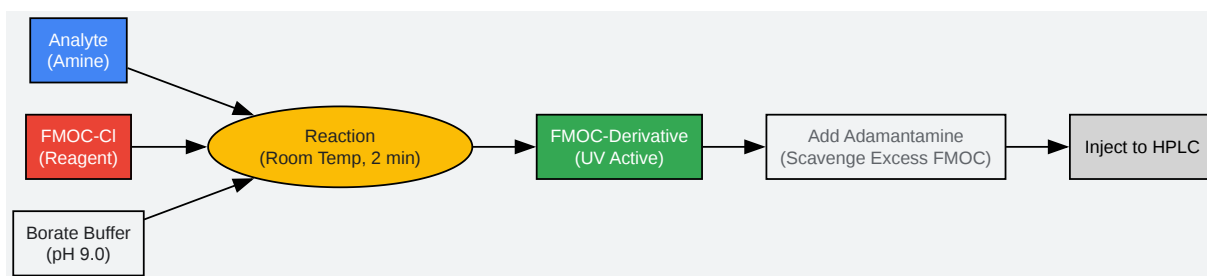 Analyte
(Amine)
FMOC-Cl
(Reagent)
Borate Buffer
(pH 9.0)
Reaction
(Room Temp, 2 min)
FMOC-Derivative
(UV Active)
Add Adamantamine
(Scavenge Excess FMOC)
Inject to HPLC